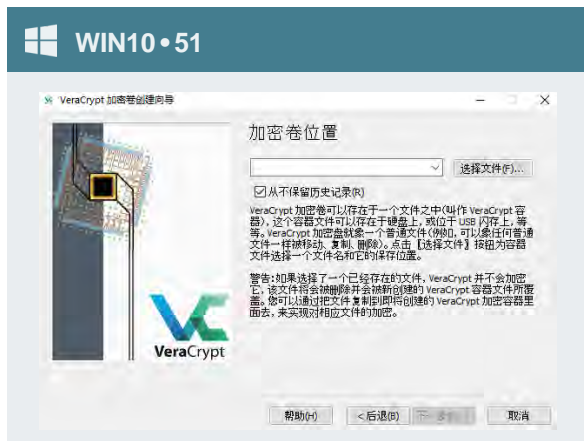 WIN10•51
VeraCrypt 加密卷创建向导
加密卷位置
选择文件(F)...
从不保留历史记录(R)
VeraCrypt 加密卷可以存在于一个文件之中(叫作 VeraCrypt 容
器)，这个容器文件可以存在于硬盘上，或位于 USB 闪存上，等
等。VeraCrypt 加密盘就象一个普通文件(例如，可以象任何普通
文件一样被移动、复制、删除)。点击【选择文件】按钮为容器
文件选择一个文件名和它的保存位置。
警告:如果选择了一个已经存在的文件，VeraCrypt 并不会加密
它，该文件将会被删除并会被新创建的 VeraCrypt 容器文件所覆
盖。您可以通过把文件复制到即将创建的 VeraCrypt 加密容器里
面去，来实现对相应文件的加密。
VeraCrypt
帮助(H)
<后退(B)
取消